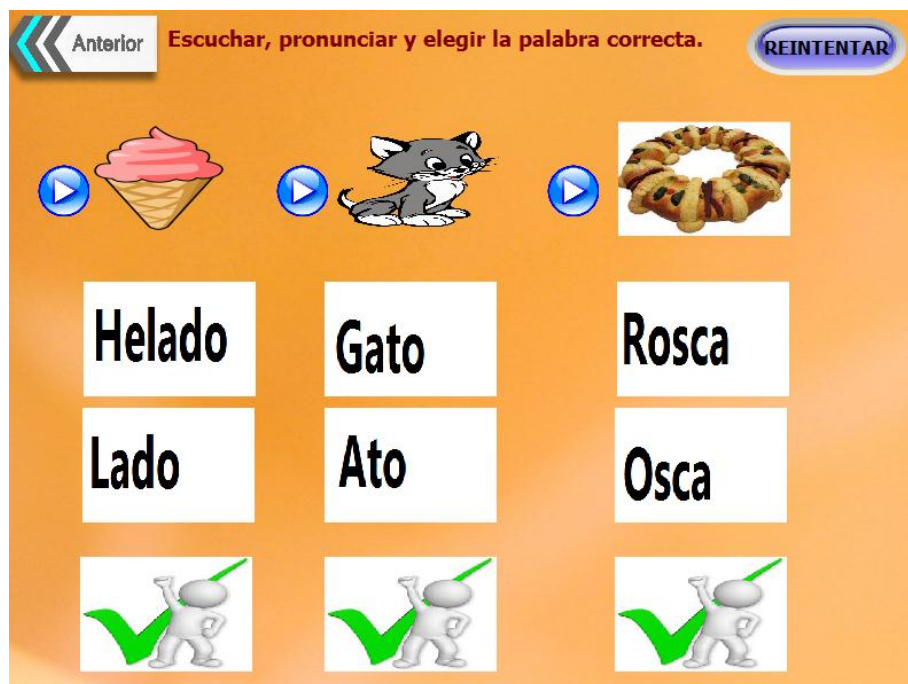 Anterior
Escuchar, pronunciar y elegir la palabra correcta.
REINTENTAR
Helado
Gato
Rosca
Lado
Ato
Osca